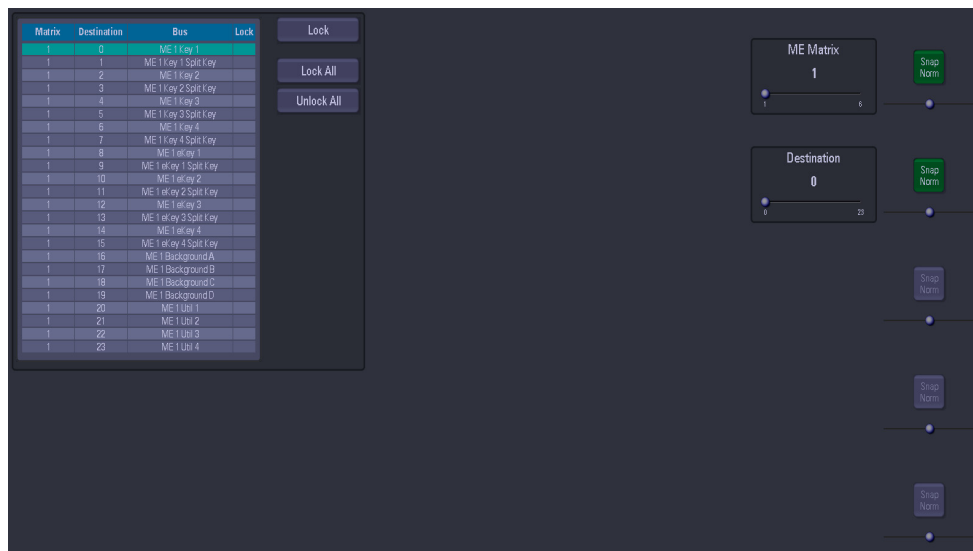 Matrix Destination Bus Lock
1 0 ME 1 Key 1
1 1 ME 1 Key 1 Split Key
1 2 ME 1 Key 2
1 3 ME 1 Key 2 Split Key
1 4 ME 1 Key 3
1 5 ME 1 Key 3 Split Key
1 6 ME 1 Key 4
1 7 ME 1 Key 4 Split Key
1 8 ME 1 eKey 1
1 9 ME 1 eKey 1 Split Key
1 10 ME 1 eKey 2
1 11 ME 1 eKey 2 Split Key
1 12 ME 1 eKey 3
1 13 ME 1 eKey 3 Split Key
1 14 ME 1 eKey 4
1 15 ME 1 eKey 4 Split Key
1 16 ME 1 Background A
1 17 ME 1 Background B
1 18 ME 1 Background C
1 19 ME 1 Background D
1 20 ME 1 Util 1
1 21 ME 1 Util 2
1 22 ME 1 Util 3
1 23 ME 1 Util 4
Lock
Lock All
Unlock All
ME Matrix
1
1 6
Snap
Norm
Destination
0
0 23
Snap
Norm
Snap
Norm
Snap
Norm
Snap
Norm